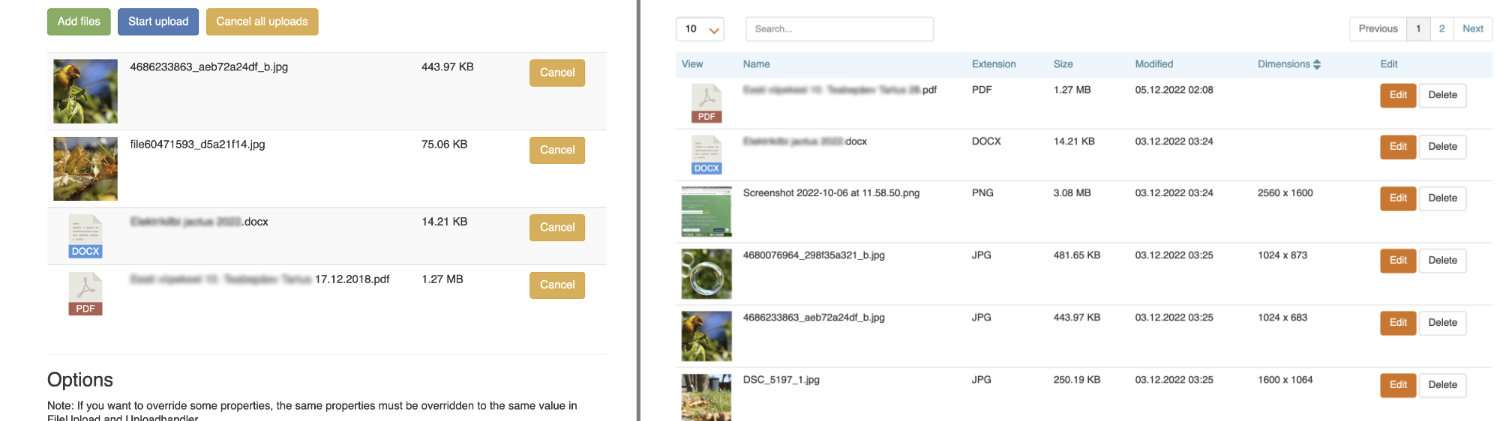 Add files Start upload Cancel all uploads
4686233863_aeb72a24df_b.jpg 443.97 KB Cancel
file60471593_d5a21f14.jpg 75.06 KB Cancel
.docx 14.21 KB Cancel
DOCX
17.12.2018.pdf 1.27 MB Cancel
PDF
Options
Note: If you want to override some properties, the same properties must be overridden to the same value in
FileUpload and Uploadhandler
10 Search... Previous 1 2 Next
View Name Extension Size Modified Dimensions Edit
.pdf PDF 1.27 MB 05.12.2022 02:08 Edit Delete
PDF
.docx DOCX 14.21 KB 03.12.2022 03:24 Edit Delete
DOCX
Screenshot 2022-10-06 at 11.58.50.png PNG 3.08 MB 03.12.2022 03:24 2560 x 1600 Edit Delete
4680076964_298f35a321_b.jpg JPG 481.65 KB 03.12.2022 03:25 1024 x 873 Edit Delete
4686233863_aeb72a24df_b.jpg JPG 443.97 KB 03.12.2022 03:25 1024 x 683 Edit Delete
DSC_5197_1.jpg JPG 250.19 KB 03.12.2022 03:25 1600 x 1064 Edit Delete